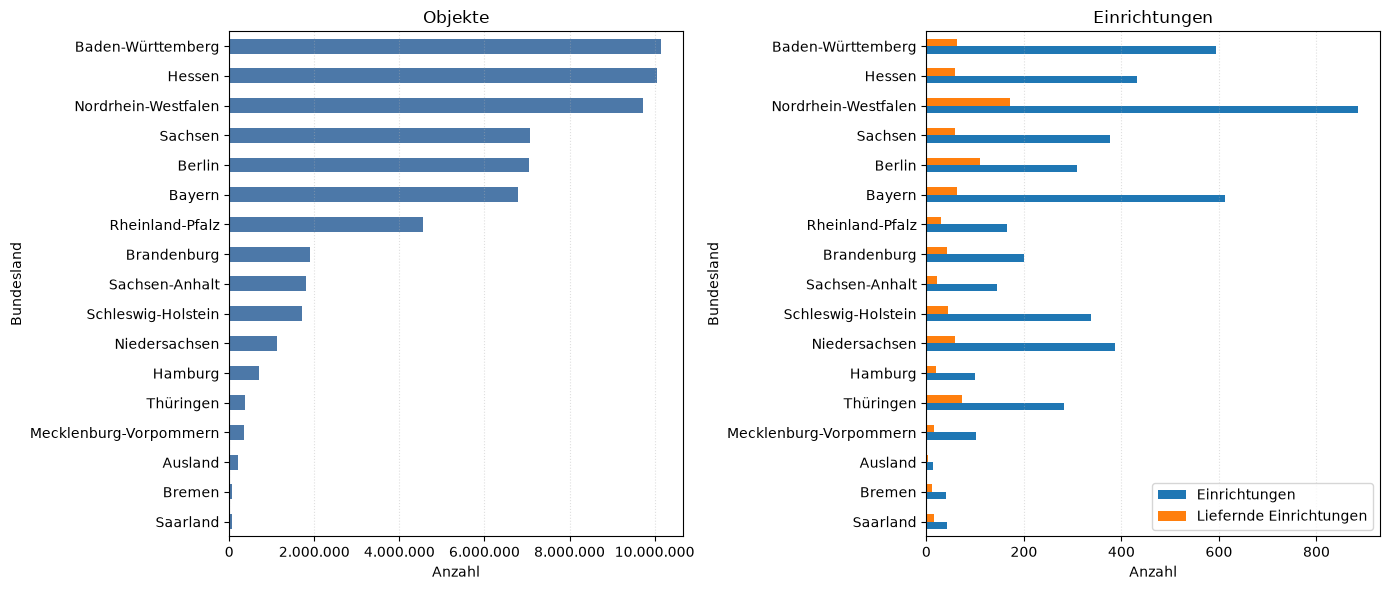 Objekte
Bundesland
Baden-Württemberg
Hessen
Nordrhein-Westfalen
Sachsen
Berlin
Bayern
Rheinland-Pfalz
Brandenburg
Sachsen-Anhalt
Schleswig-Holstein
Niedersachsen
Hamburg
Thüringen
Mecklenburg-Vorpommern
Ausland
Bremen
Saarland
0 2.000.000 4.000.000 6.000.000 8.000.000 10.000.000
Anzahl
Einrichtungen
Bundesland
Baden-Württemberg
Hessen
Nordrhein-Westfalen
Sachsen
Berlin
Bayern
Rheinland-Pfalz
Brandenburg
Sachsen-Anhalt
Schleswig-Holstein
Niedersachsen
Hamburg
Thüringen
Mecklenburg-Vorpommern
Ausland
Bremen
Saarland
Einrichtungen
Liefernde Einrichtungen
0 200 400 600 800
Anzahl